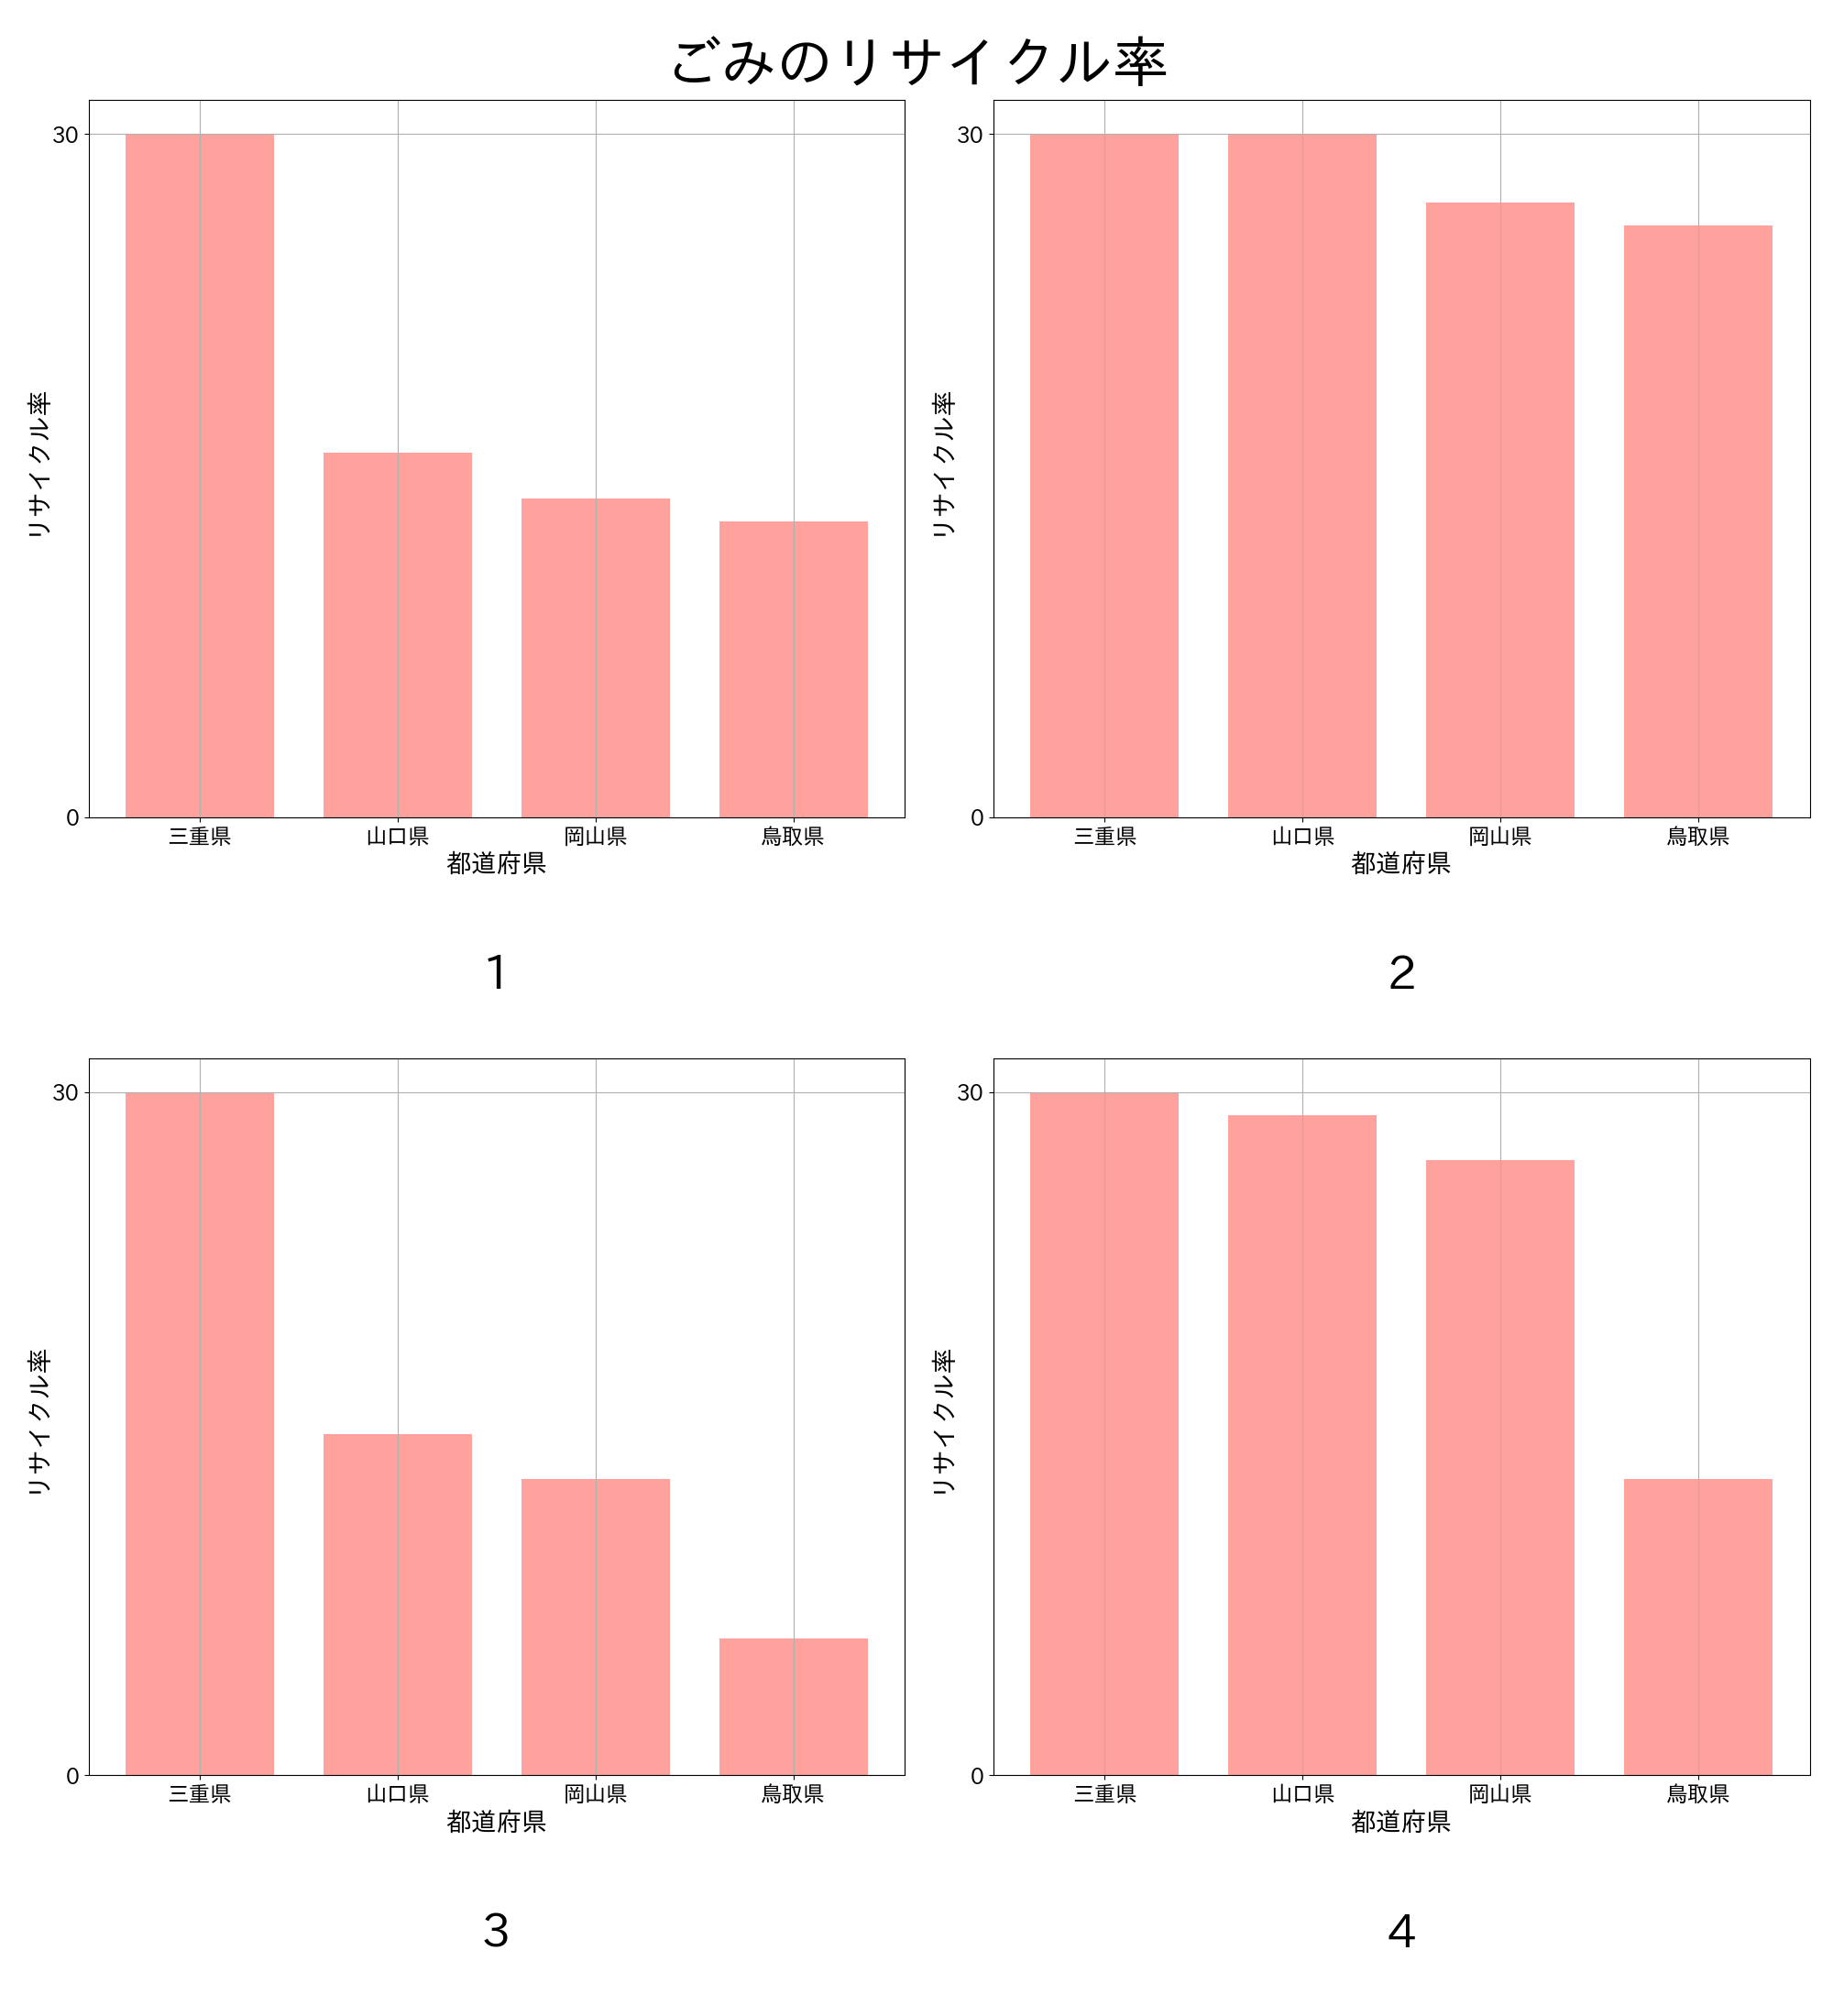 ごみのリサイクル率
30
0
リサイクル率
三重県 山口県 岡山県 鳥取県
都道府県
1
30
0
リサイクル率
三重県 山口県 岡山県 鳥取県
都道府県
2
30
0
リサイクル率
三重県 山口県 岡山県 鳥取県
都道府県
3
30
0
リサイクル率
三重県 山口県 岡山県 鳥取県
都道府県
4